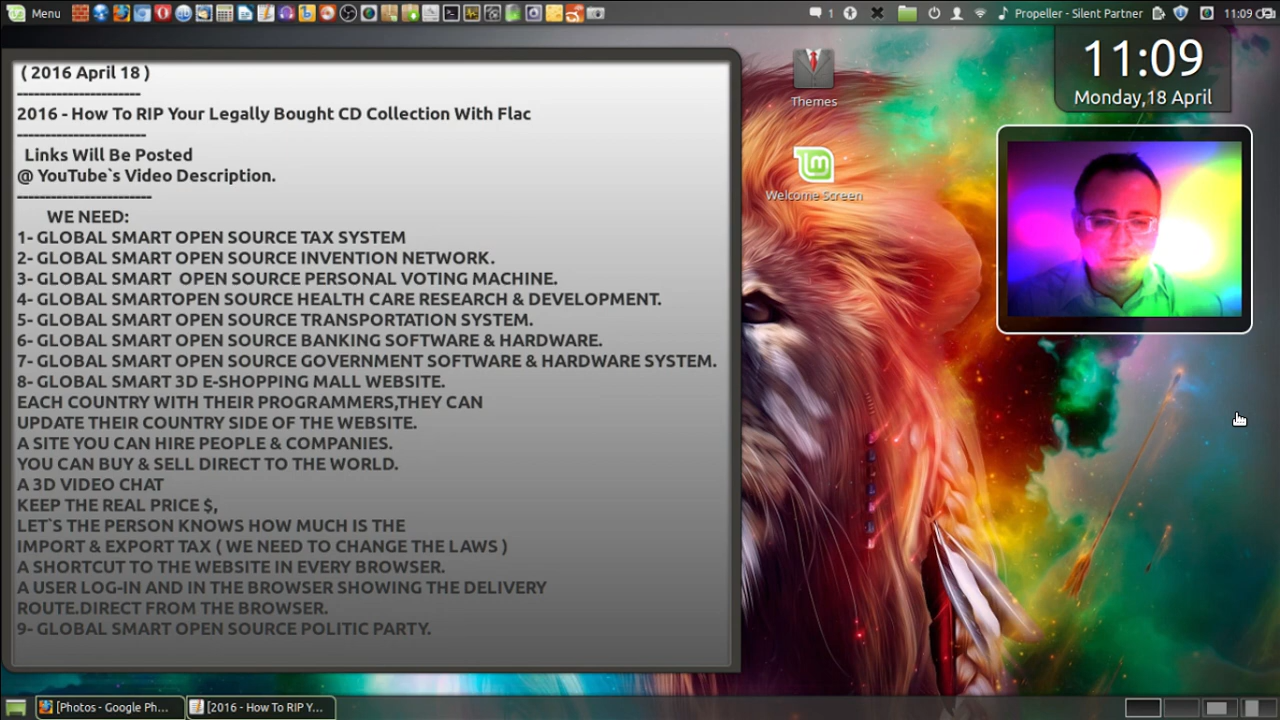 Menu
1
Propeller - Silent Partner
11:09
( 2016 April 18 )
----------------------
2016 - How To RIP Your Legally Bought CD Collection With Flac
-----------------------
Links Will Be Posted
@ YouTube`s Video Description.
------------------------
WE NEED:
1- GLOBAL SMART OPEN SOURCE TAX SYSTEM
2- GLOBAL SMART OPEN SOURCE INVENTION NETWORK.
3- GLOBAL SMART  OPEN SOURCE PERSONAL VOTING MACHINE.
4- GLOBAL SMARTOPEN SOURCE HEALTH CARE RESEARCH & DEVELOPMENT.
5- GLOBAL SMART OPEN SOURCE TRANSPORTATION SYSTEM.
6- GLOBAL SMART OPEN SOURCE BANKING SOFTWARE & HARDWARE.
7- GLOBAL SMART OPEN SOURCE GOVERNMENT SOFTWARE & HARDWARE SYSTEM.
8- GLOBAL SMART 3D E-SHOPPING MALL WEBSITE.
EACH COUNTRY WITH THEIR PROGRAMMERS,THEY CAN
UPDATE THEIR COUNTRY SIDE OF THE WEBSITE.
A SITE YOU CAN HIRE PEOPLE & COMPANIES.
YOU CAN BUY & SELL DIRECT TO THE WORLD.
A 3D VIDEO CHAT
KEEP THE REAL PRICE $,
LET`S THE PERSON KNOWS HOW MUCH IS THE
IMPORT & EXPORT TAX ( WE NEED TO CHANGE THE LAWS )
A SHORTCUT TO THE WEBSITE IN EVERY BROWSER.
A USER LOG-IN AND IN THE BROWSER SHOWING THE DELIVERY
ROUTE.DIRECT FROM THE BROWSER.
9- GLOBAL SMART OPEN SOURCE POLITIC PARTY.
Themes
Welcome Screen
11:09
Monday,18 April
[Photos - Google Ph...
[2016 - How To RIP Y...